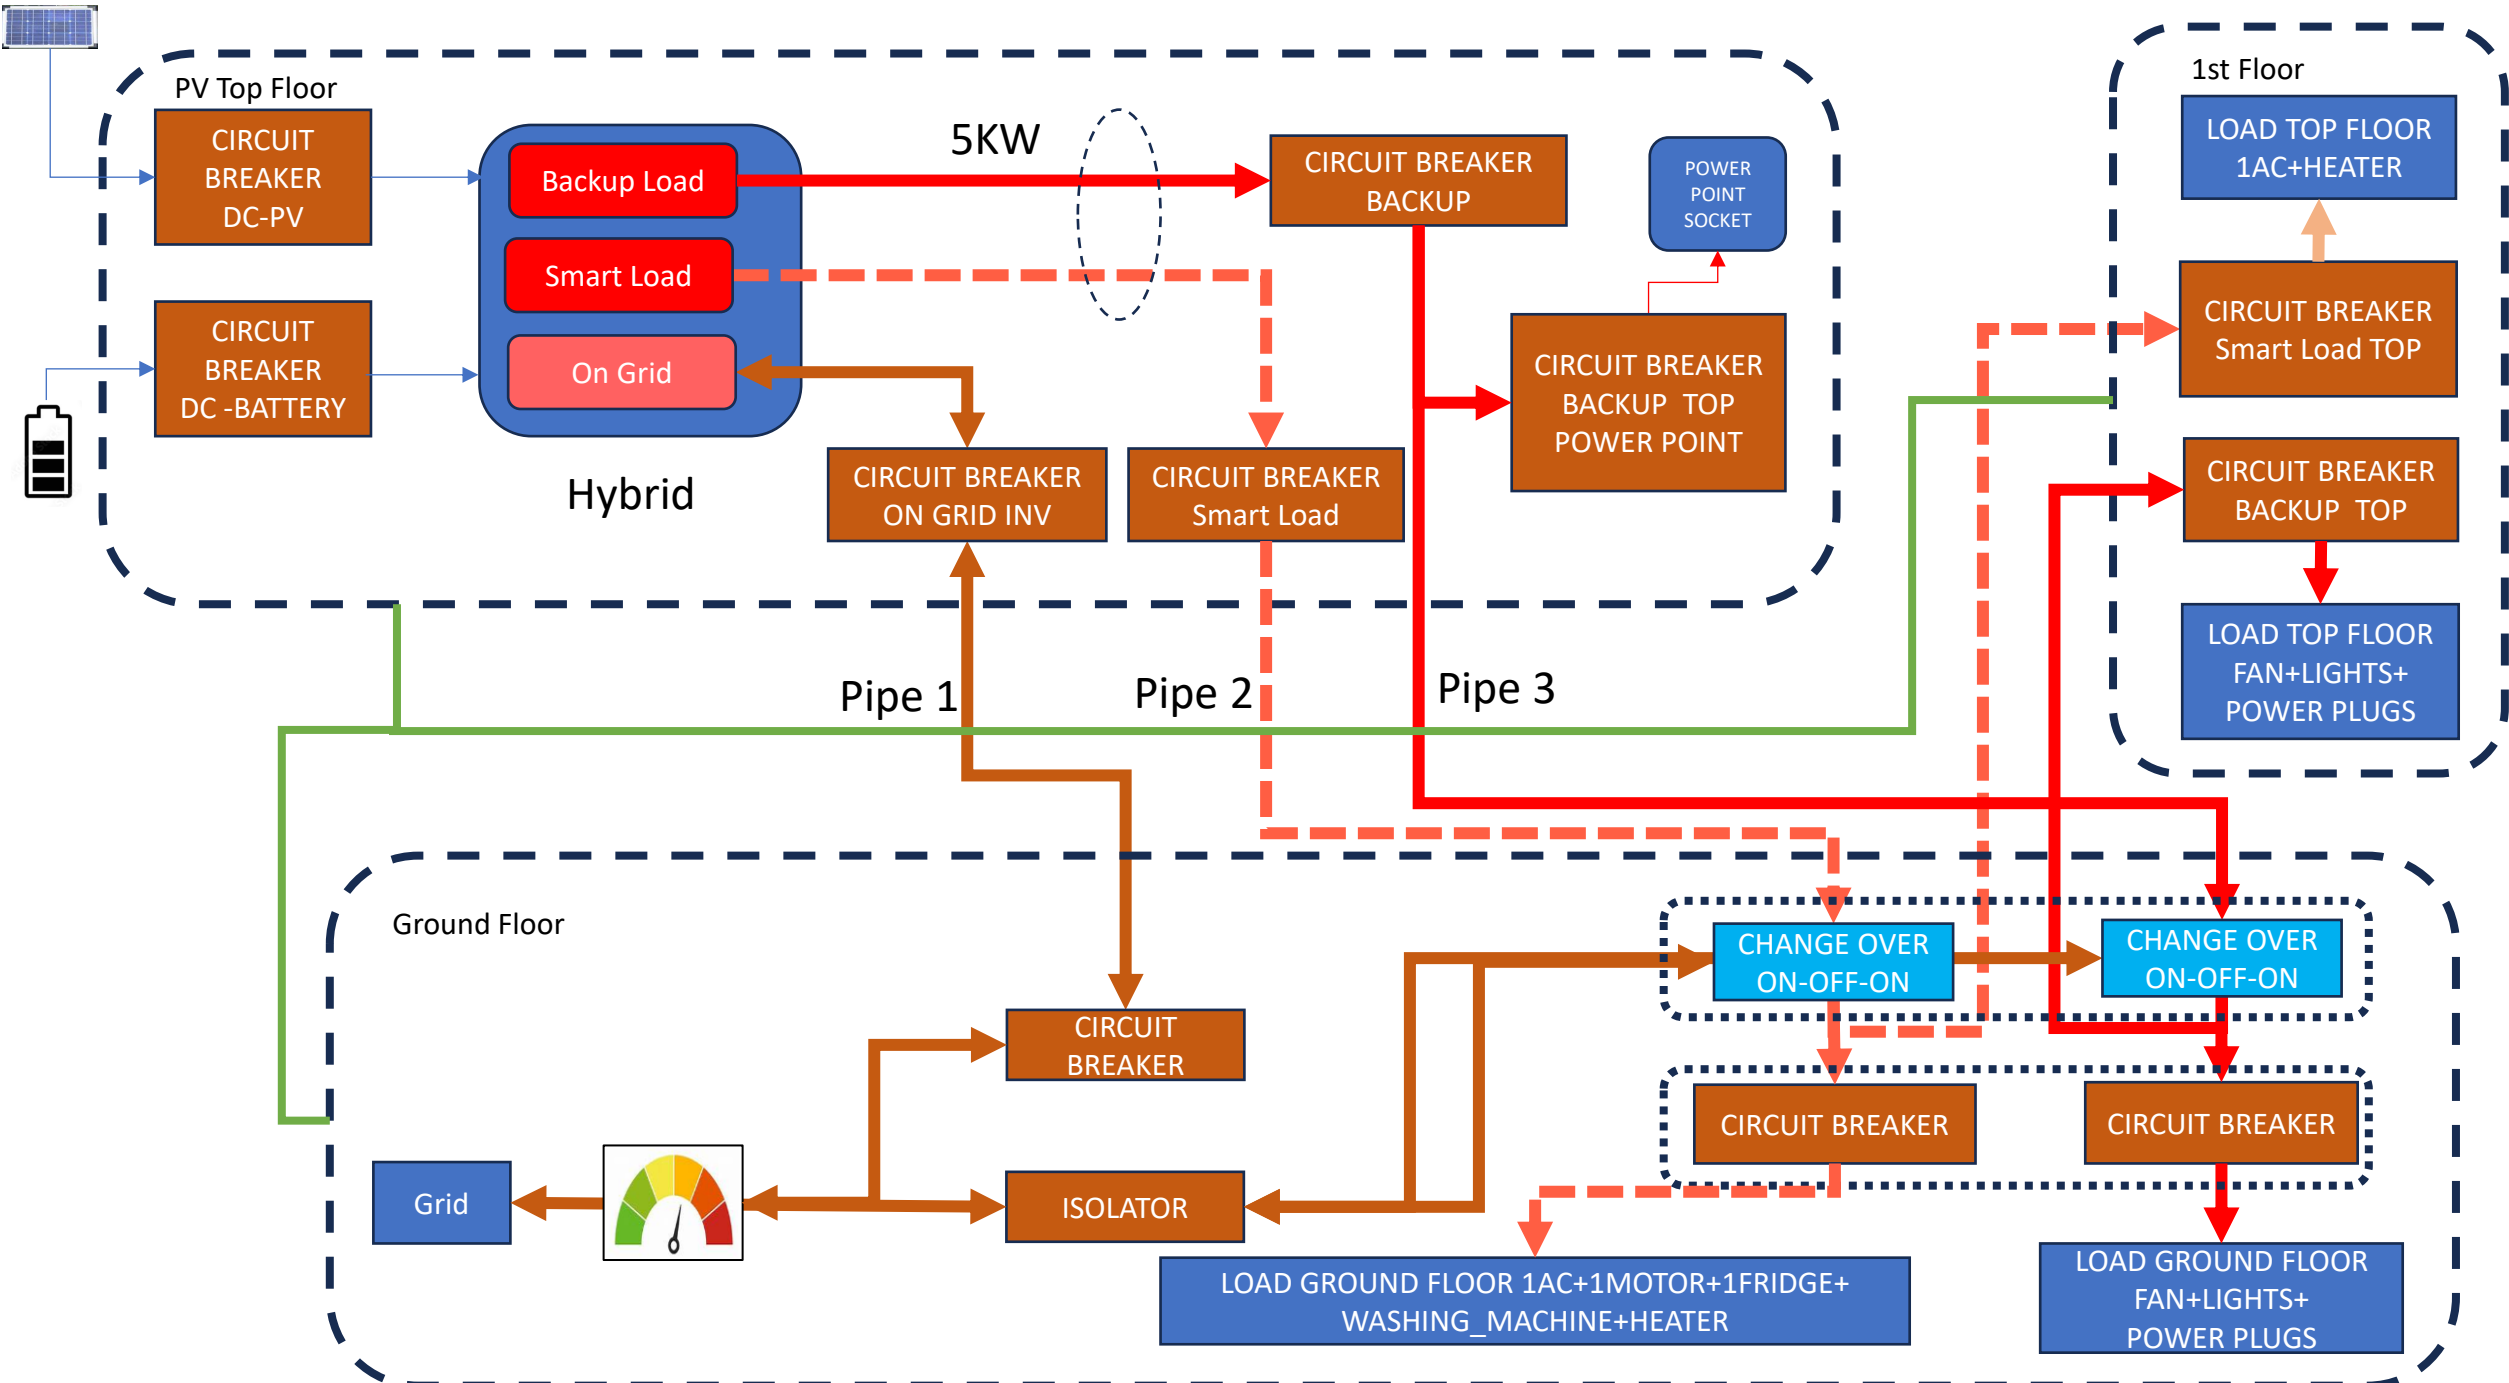 PV Top Floor
CIRCUIT
BREAKER
DC-PV
CIRCUIT
BREAKER
DC -BATTERY
Backup Load
Smart Load
On Grid
Hybrid
5KW
CIRCUIT BREAKER
BACKUP
POWER
POINT
SOCKET
CIRCUIT BREAKER
BACKUP  TOP
POWER POINT
CIRCUIT BREAKER
ON GRID INV
CIRCUIT BREAKER
Smart Load
1st Floor
LOAD TOP FLOOR
1AC+HEATER
CIRCUIT BREAKER
Smart Load TOP
CIRCUIT BREAKER
BACKUP  TOP
LOAD TOP FLOOR
FAN+LIGHTS+
POWER PLUGS
Pipe 1
Pipe 2
Pipe 3
Ground Floor
CHANGE OVER
ON-OFF-ON
CHANGE OVER
ON-OFF-ON
CIRCUIT
BREAKER
CIRCUIT BREAKER
CIRCUIT BREAKER
Grid
ISOLATOR
LOAD GROUND FLOOR 1AC+1MOTOR+1FRIDGE+
WASHING_MACHINE+HEATER
LOAD GROUND FLOOR
FAN+LIGHTS+
POWER PLUGS